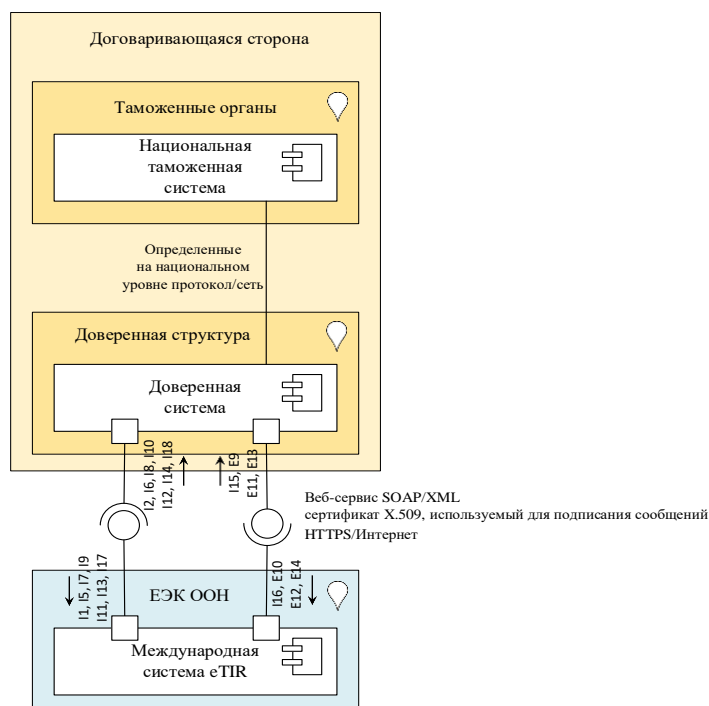 Договаривающаяся сторона
Таможенные органы
Национальная
таможенная
система
Определенные
на национальном
уровне протокол/сеть
Доверенная структура
Доверенная
система
I2, I6, I8, I10
I12, I14, I18
I15, E9
E11, E13
Веб-сервис SOAP/XML
сертификат X.509, используемый для подписания сообщений
HTTPS/Интернет
I1, I5, I7, I9
I11, I13, I17
I16, E10
E12, E14
ЕЭК ООН
Международная
система eTIR